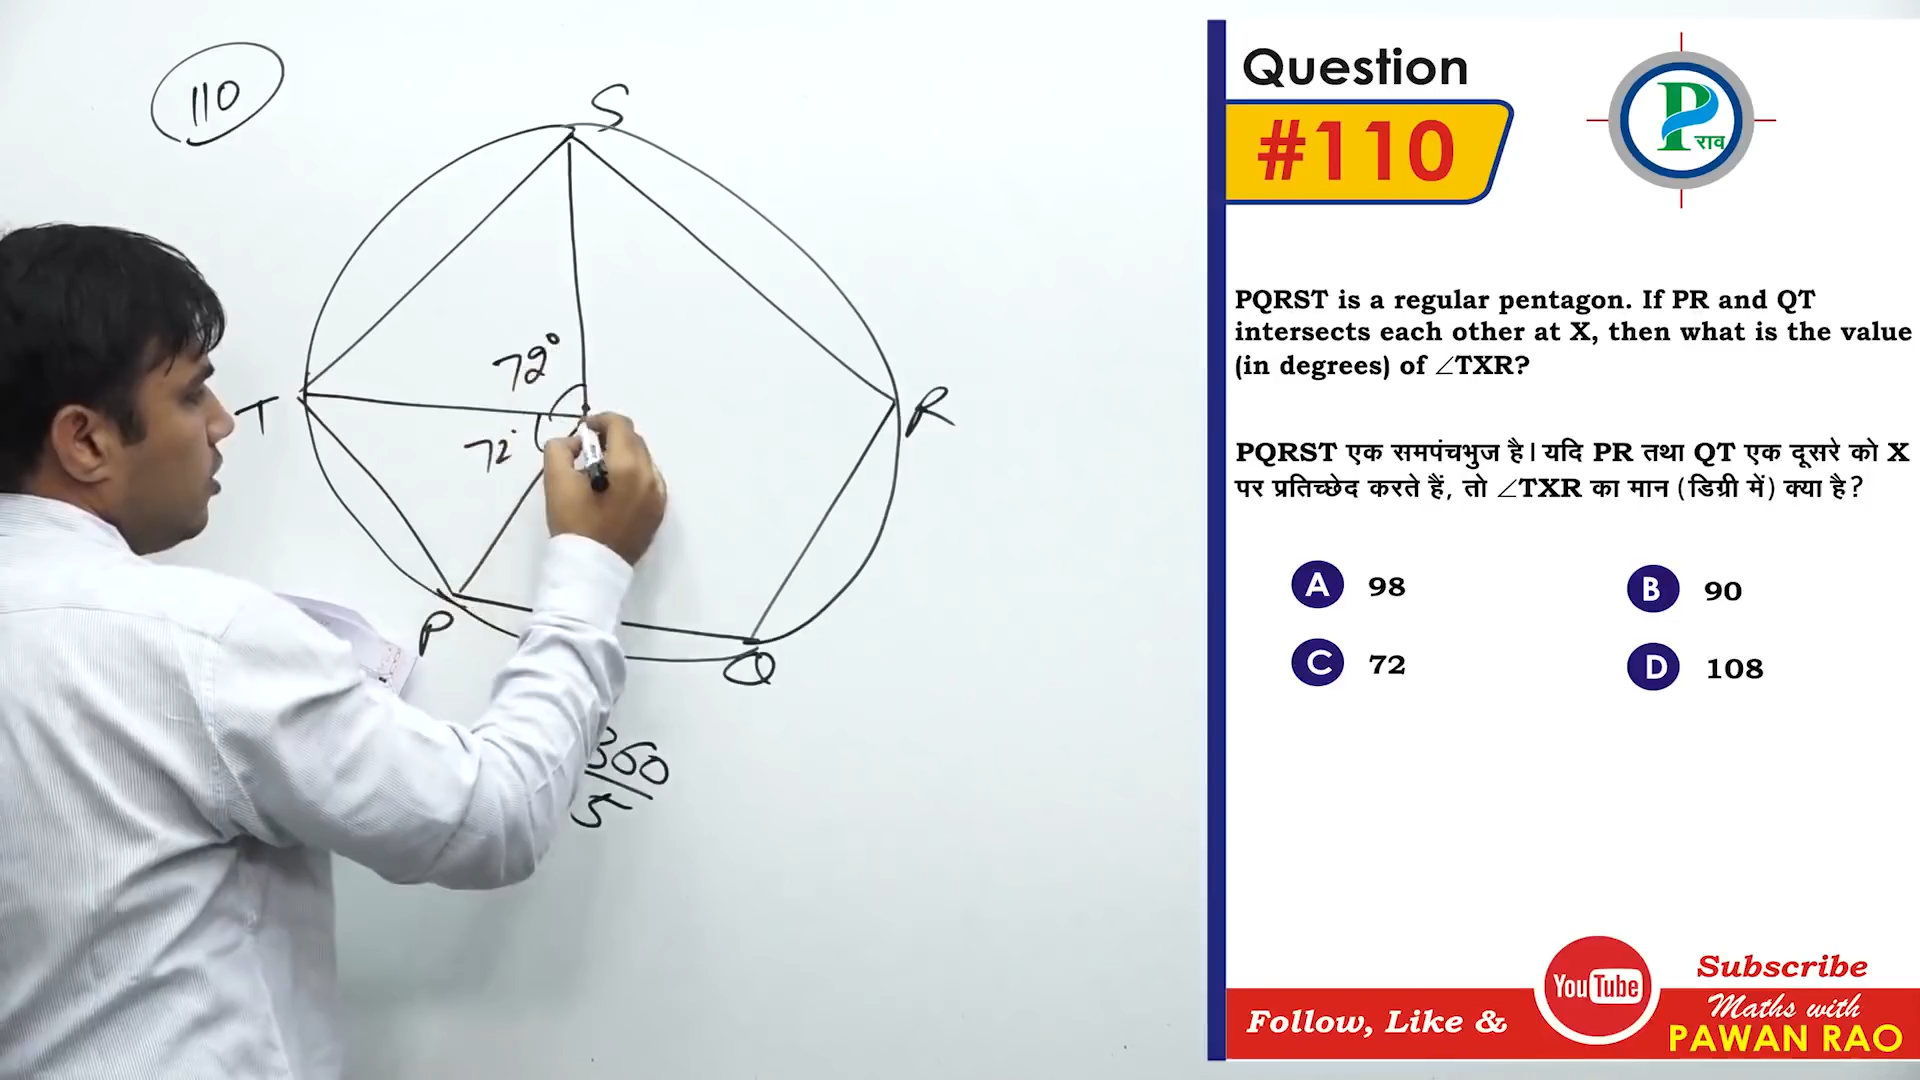 110
S
72°
T
72°
R
P
Q
360
5
Question
#110
P
राव
PQRST is a regular pentagon. If PR and QT
intersects each other at X, then what is the value
(in degrees) of ∠TXR?
PQRST एक समपंचभुज है। यदि PR तथा QT एक दूसरे को X
पर प्रतिच्छेद करते हैं, तो ∠TXR का मान (डिग्री में) क्या है?
A 98
B 90
C 72
D 108
Follow, Like &
YouTube
Subscribe
Maths with
PAWAN RAO